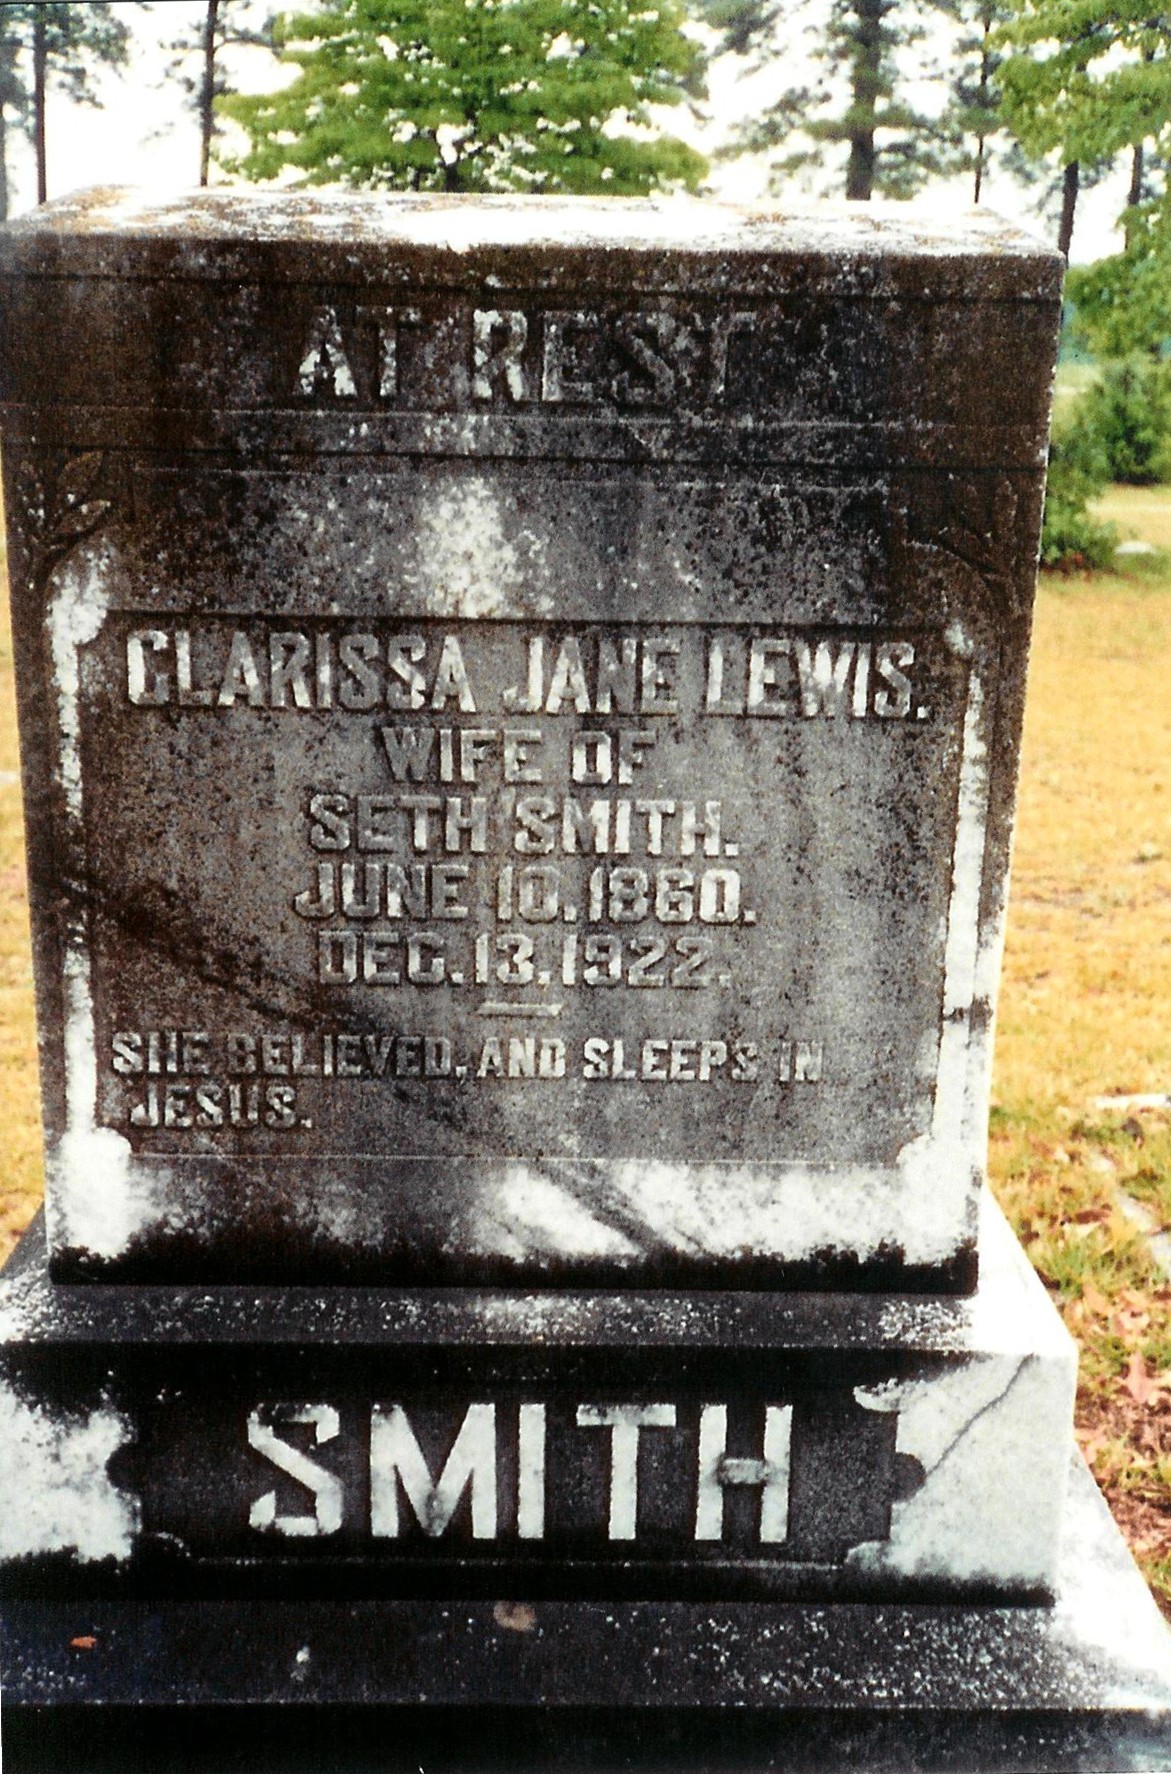 AT REST
CLARISSA JANE LEWIS.
WIFE OF
SETH SMITH.
JUNE 10, 1860.
DEC. 13, 1922.
SHE BELIEVED, AND SLEEPS IN
JESUS.
SMITH